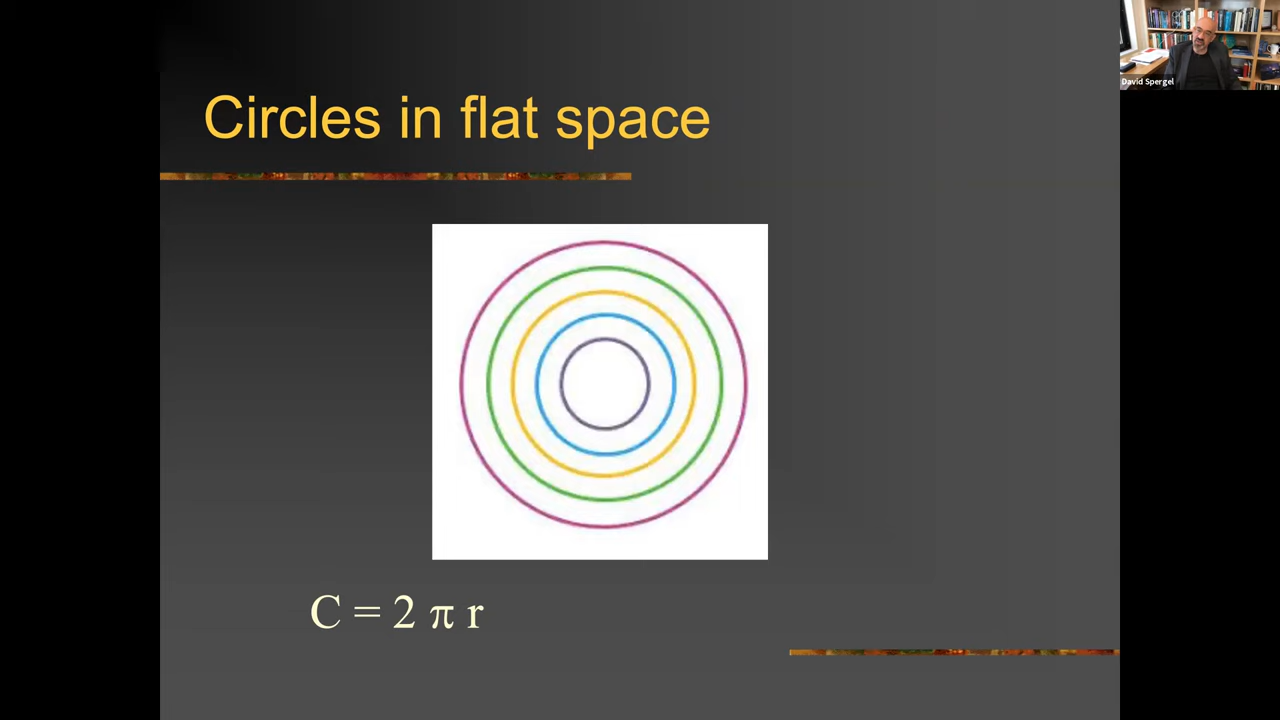 Circles in flat space
David Spergel
C = 2 π r